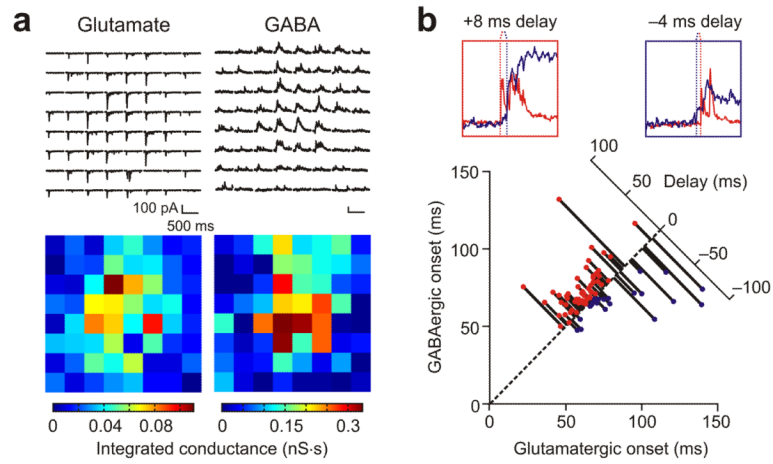 a
Glutamate
GABA
100 pA
500 ms
0
0.04
0.08
0
0.15
0.3
Integrated conductance (nS·s)
b
+8 ms delay
–4 ms delay
100
50
0
–50
–100
Delay (ms)
150
100
50
0
GABAergic onset (ms)
0
50
100
150
Glutamatergic onset (ms)